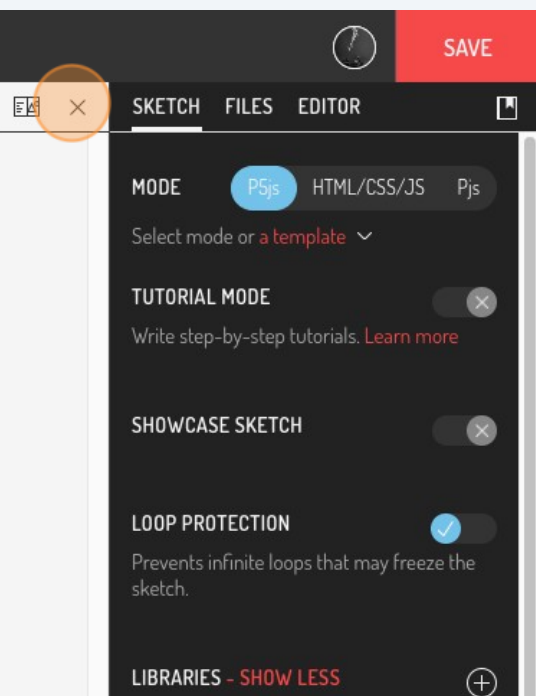 SAVE
SKETCH FILES EDITOR
MODE P5js HTML/CSS/JS Pjs
Select mode or a template
TUTORIAL MODE
Write step-by-step tutorials. Learn more
SHOWCASE SKETCH
LOOP PROTECTION
Prevents infinite loops that may freeze the
sketch.
LIBRARIES - SHOW LESS